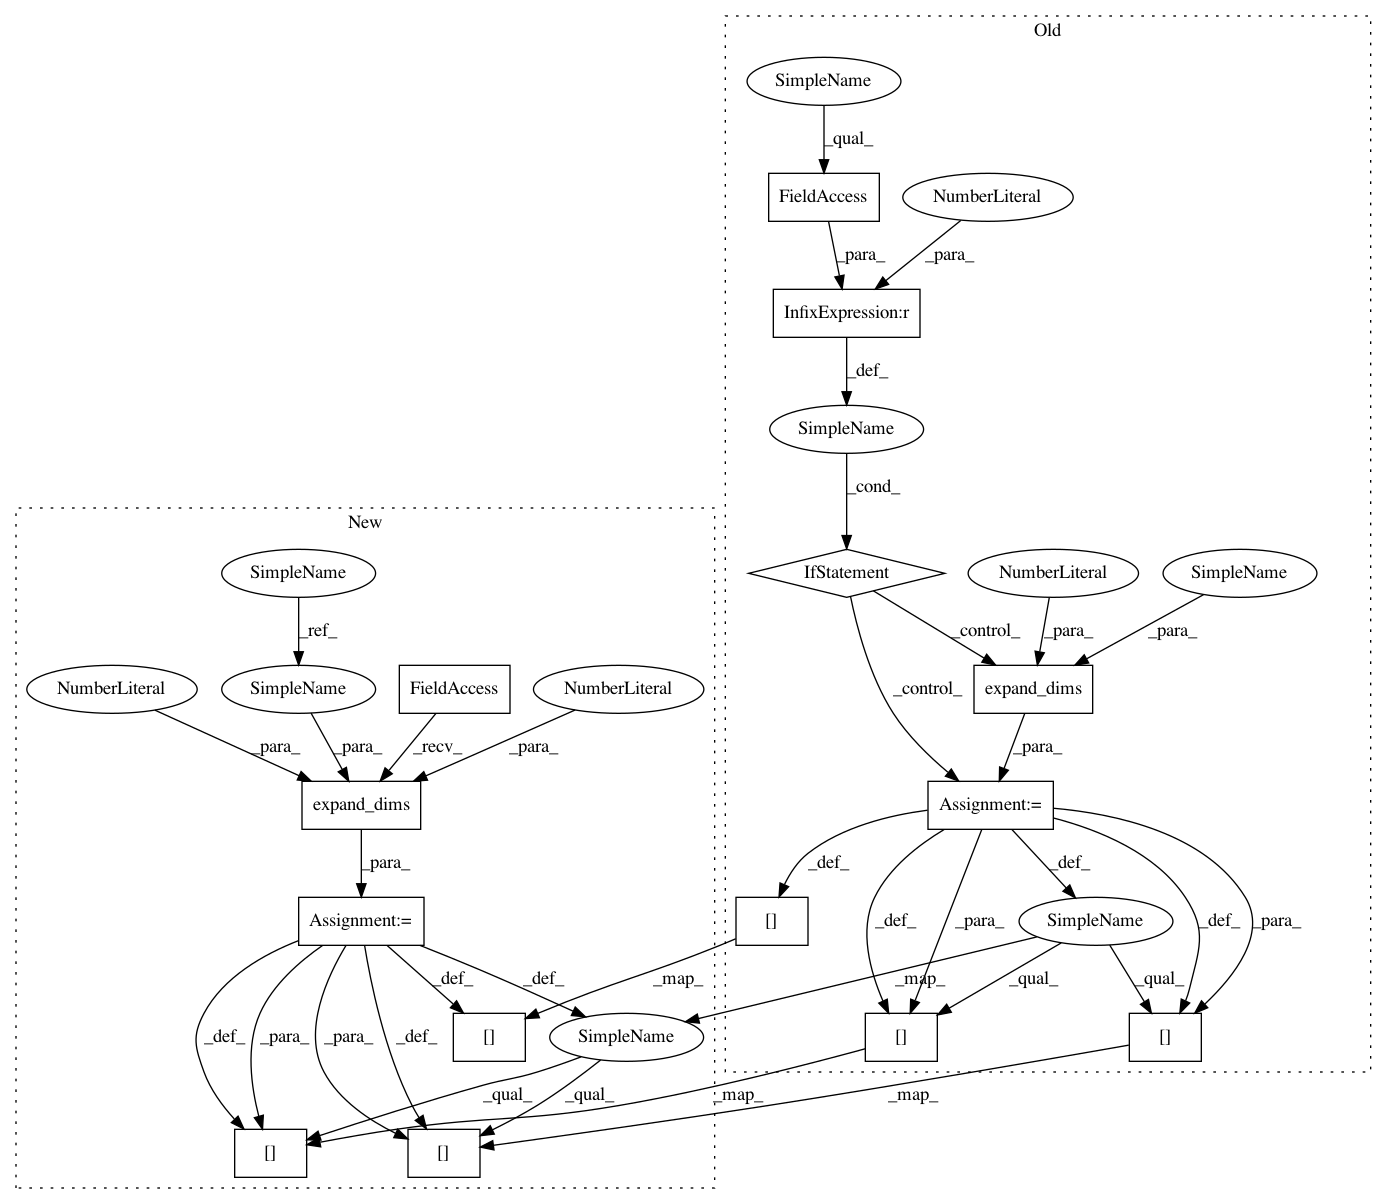 Old
SimpleName
_qual_
FieldAccess
NumberLiteral
_para_
_para_
InfixExpression:r
_def_
SimpleName
_cond_
New
SimpleName
IfStatement
NumberLiteral
SimpleName
_ref_
_control_
_para_
_para_
NumberLiteral
SimpleName
FieldAccess
NumberLiteral
_control_
expand_dims
_para_
_para_
_recv_
_para_
_para_
expand_dims
Assignment:=
_para_
_def_
_def_
Assignment:=
[]
_def_
_para_
SimpleName
_def_
_para_
_def_
_def_
_map_
_map_
_qual_
_qual_
_def_
_para_
_para_
_def_
[]
SimpleName
[]
[]
_qual_
_qual_
_map_
_map_
[]
[]